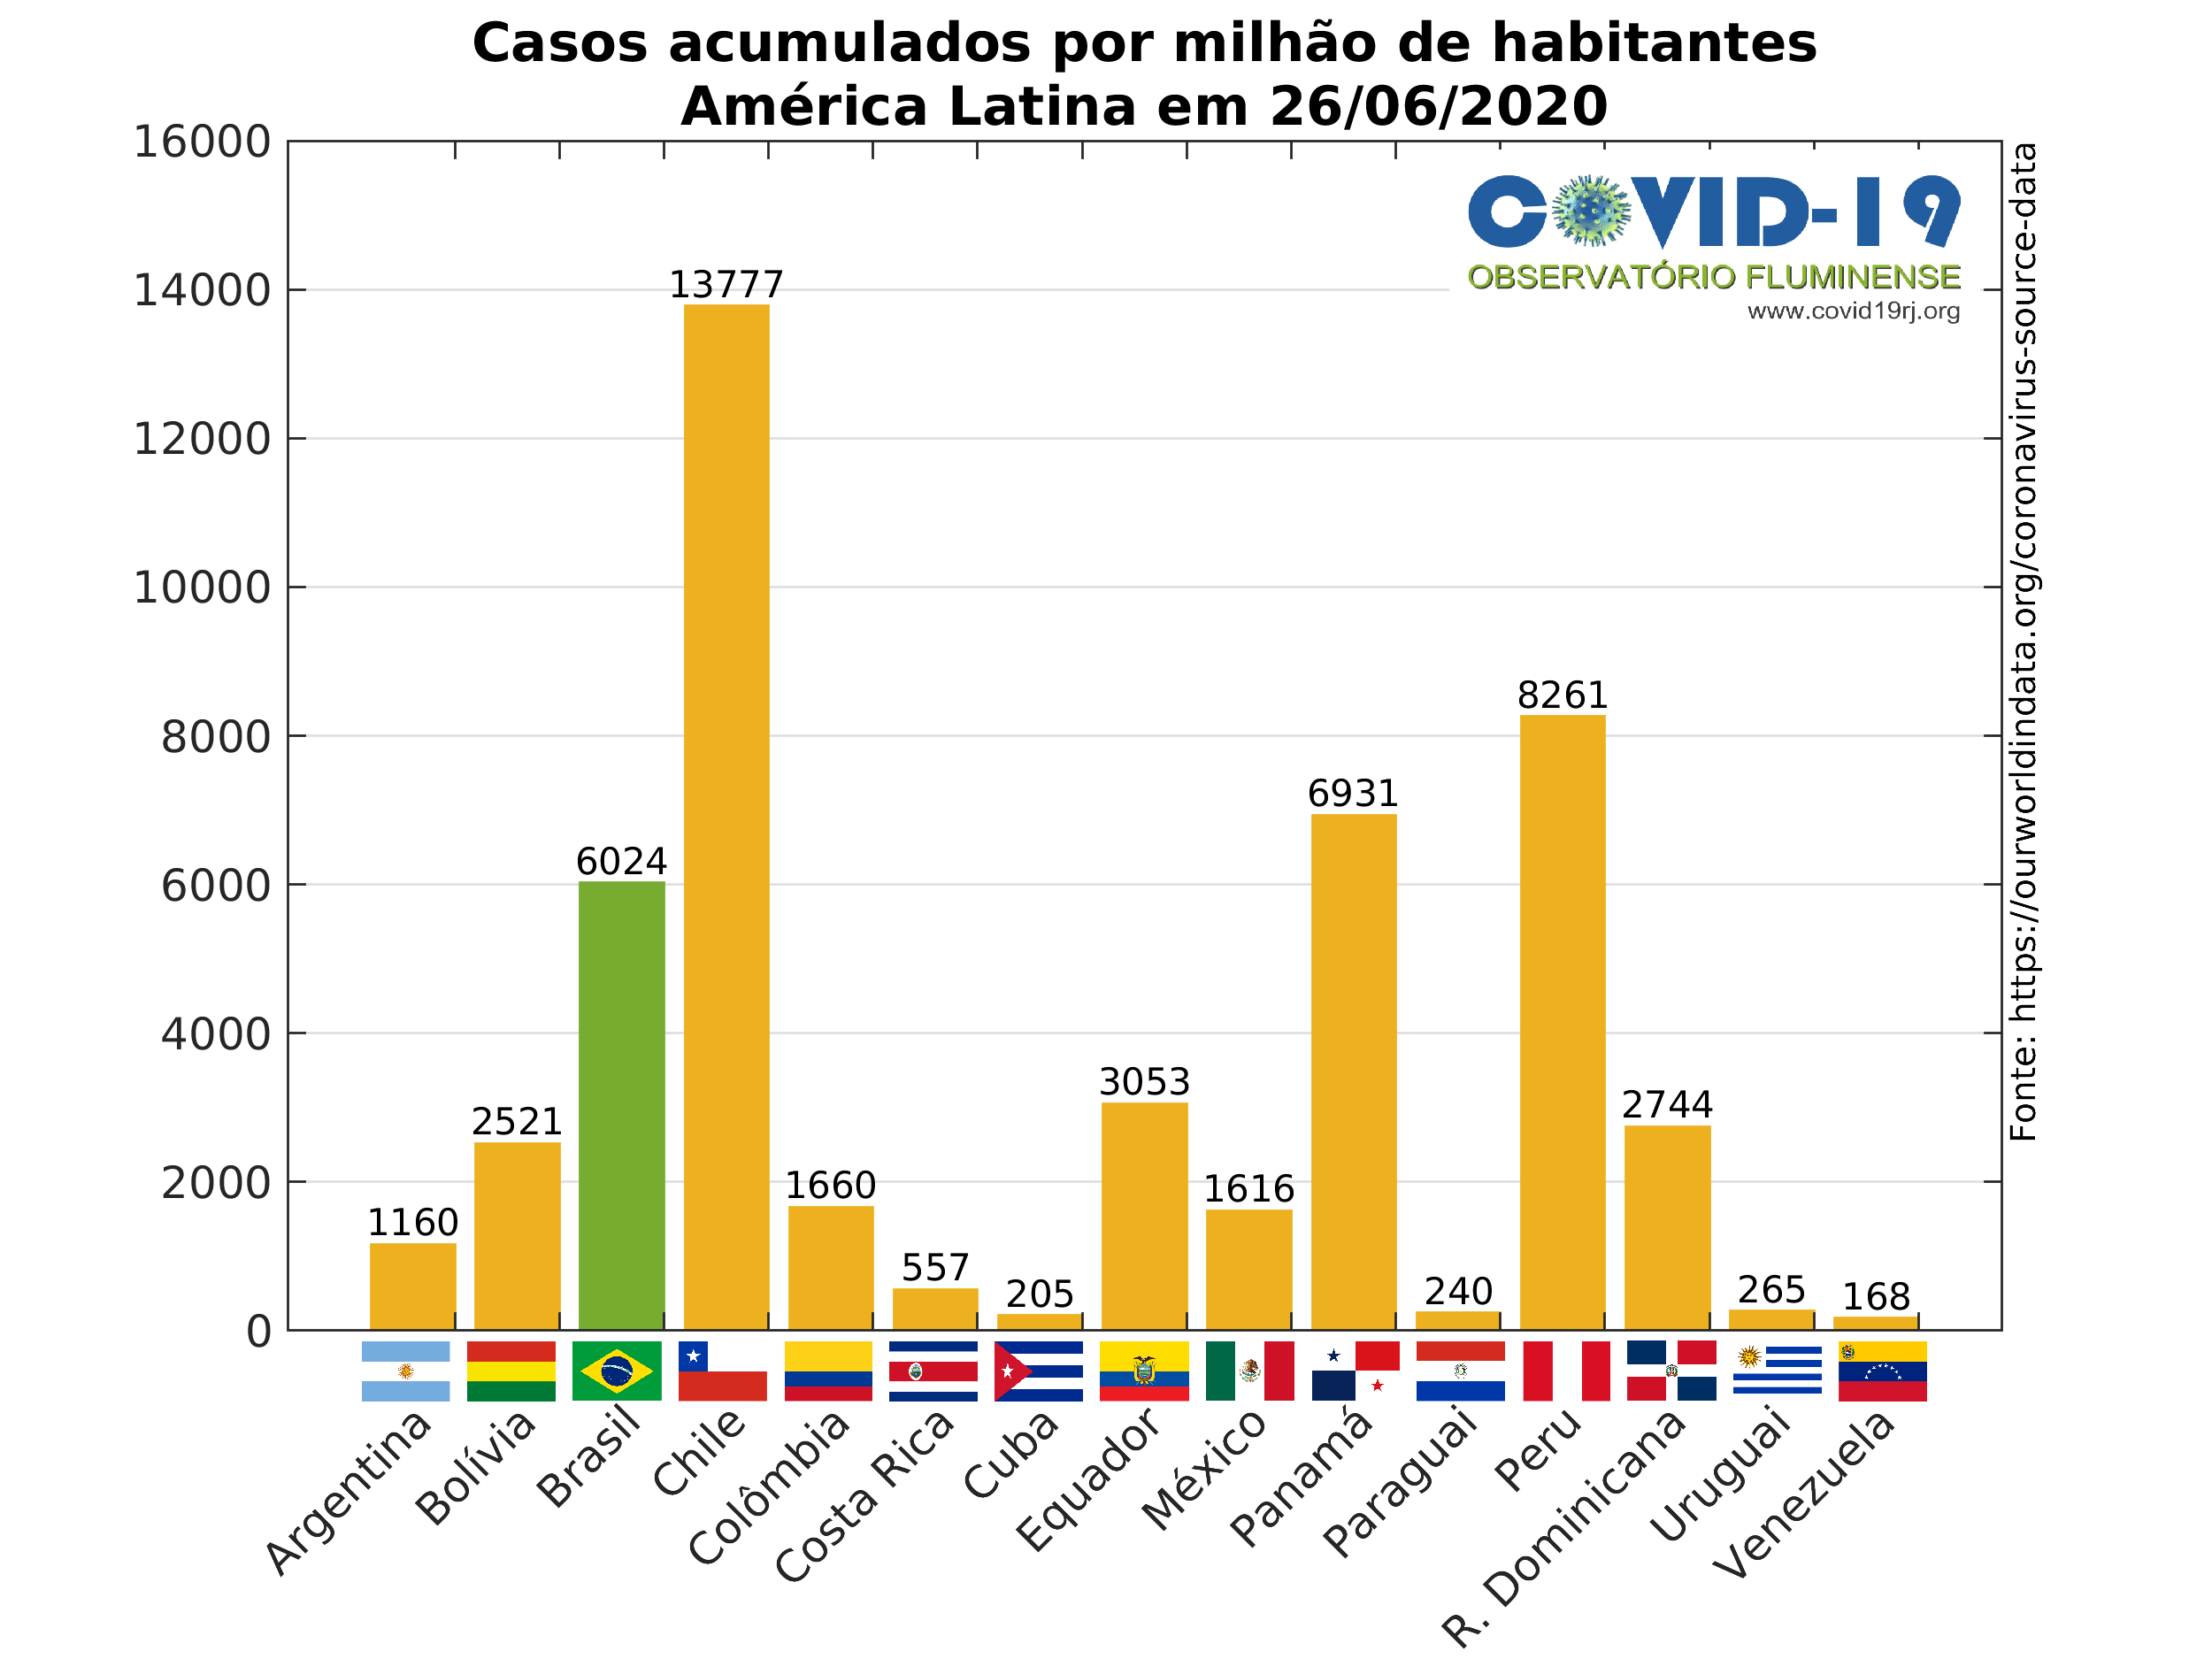 Casos acumulados por milhão de habitantes
América Latina em 26/06/2020
16000
14000
12000
10000
8000
6000
4000
2000
0
COVID-19
OBSERVATÓRIO FLUMINENSE
www.covid19rj.org
Fonte: https://ourworldindata.org/coronavirus-source-data
1160
2521
6024
13777
1660
557
205
3053
1616
6931
240
8261
2744
265
168
Argentina
Bolívia
Brasil
Chile
Colômbia
Costa Rica
Cuba
Equador
México
Panamá
Paraguai
Peru
R. Dominicana
Uruguai
Venezuela